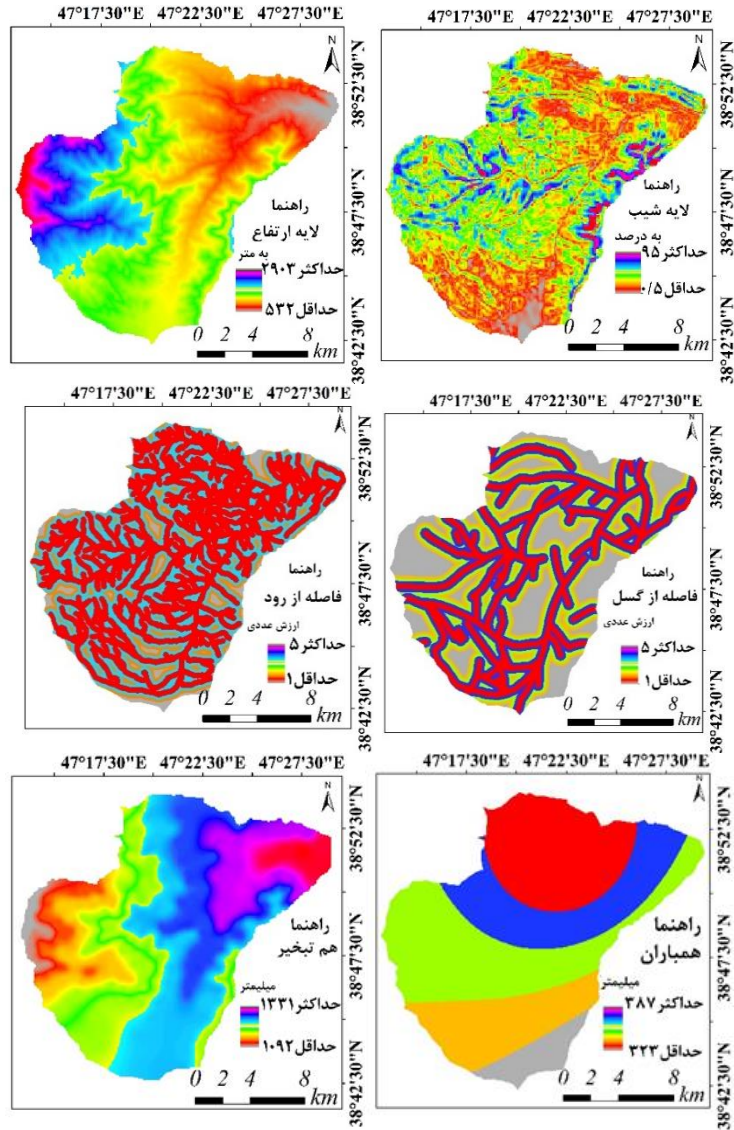 47°17'30"E 47°22'30"E 47°27'30"E
N
38°52'30"N
38°47'30"N
38°42'30"N
راهنما
لایه ارتفاع
به متر
حداکثر ۲۹۰۳
حداقل ۵۳۲
0 2 4 8
km
47°17'30"E 47°22'30"E 47°27'30"E
N
38°52'30"N
38°47'30"N
38°42'30"N
راهنما
لایه شیب
به درصد
حداکثر ۹۵
حداقل ۰/۵
0 2 4 8
km
47°17'30"E 47°22'30"E 47°27'30"E
N
38°52'30"N
38°47'30"N
38°42'30"N
راهنما
فاصله از رود
ارزش عددی
حداکثر ۵
حداقل ۱
0 2 4 8
km
47°17'30"E 47°22'30"E 47°27'30"E
N
38°52'30"N
38°47'30"N
38°42'30"N
راهنما
فاصله از گسل
ارزش عددی
حداکثر ۵
حداقل ۱
0 2 4 8
km
47°17'30"E 47°22'30"E 47°27'30"E
N
38°52'30"N
38°47'30"N
38°42'30"N
راهنما
هم تبخیر
میلیمتر
حداکثر ۱۳۳۱
حداقل ۱۰۹۲
0 2 4 8
km
47°17'30"E 47°22'30"E 47°27'30"E
N
38°52'30"N
38°47'30"N
38°42'30"N
راهنما
همباران
میلیمتر
حداکثر ۳۸۷
حداقل ۳۲۳
0 2 4 8
km